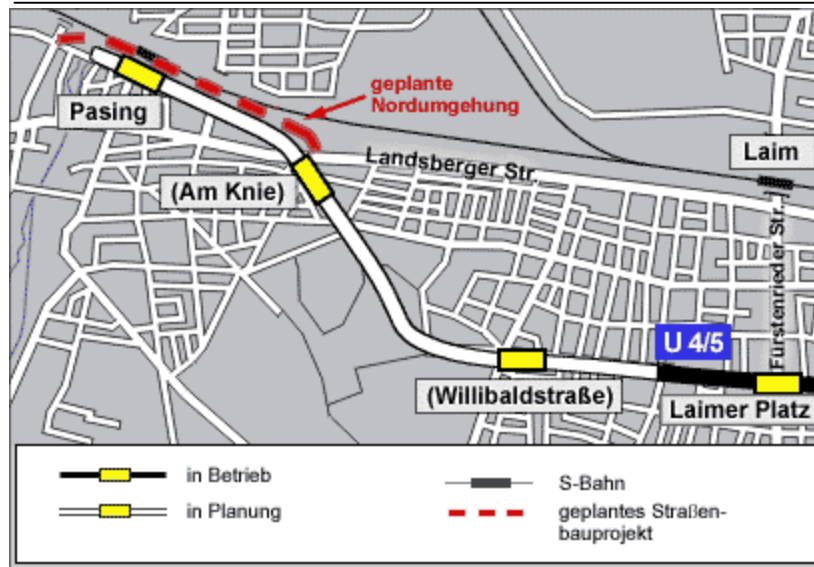 geplante
Nordumgehung
Pasing
Landsberger Str.
Laim
(Am Knie)
Fürstenrieder Str.
U 4/5
(Willibaldstraße)
Laimer Platz
in Betrieb
S-Bahn
in Planung
geplantes Straßen-
bauprojekt